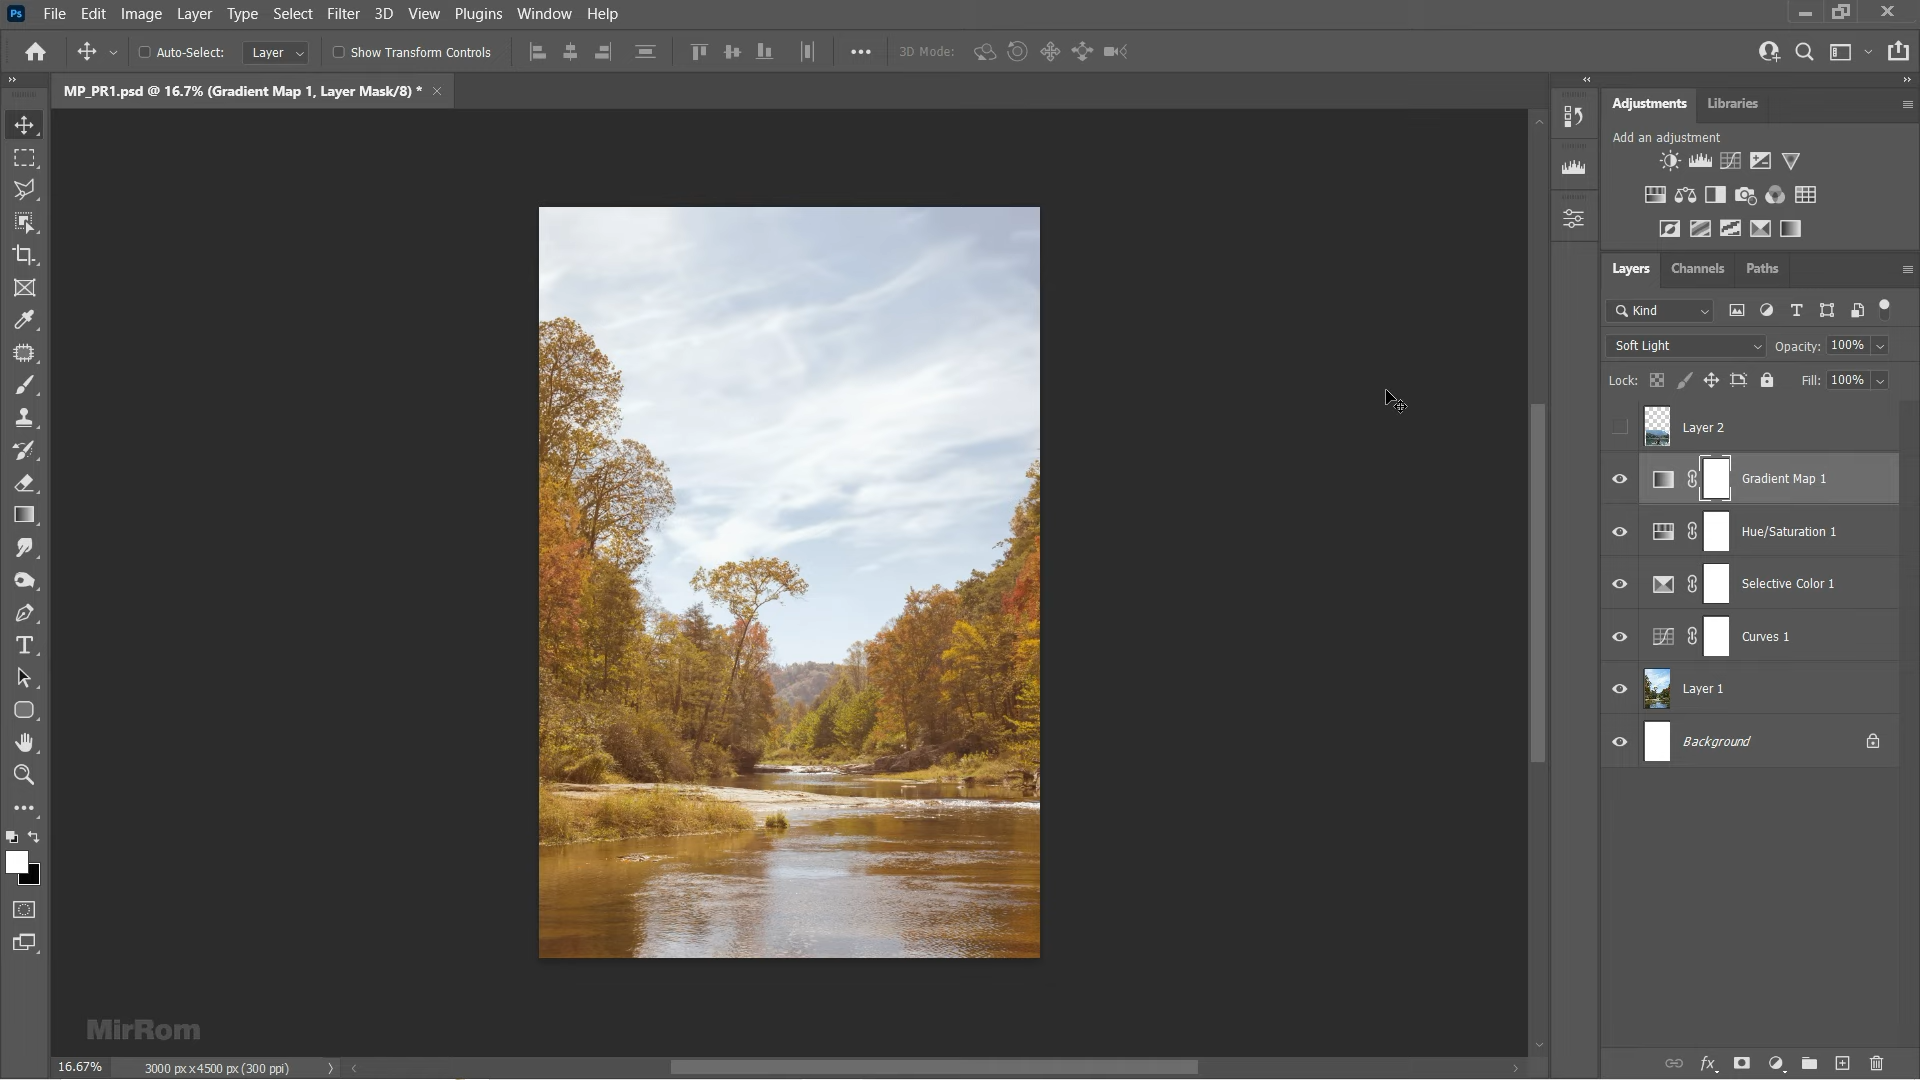 Ps File Edit Image Layer Type Select Filter 3D View Plugins Window Help
Auto-Select: Layer Show Transform Controls 3D Mode:
MP_PR1.psd @ 16.7% (Gradient Map 1, Layer Mask/8) *
Adjustments Libraries
Add an adjustment
Layers Channels Paths
Kind
Soft Light Opacity: 100%
Lock: Fill: 100%
Layer 2
Gradient Map 1
Hue/Saturation 1
Selective Color 1
Curves 1
Layer 1
Background
MirRom
16.67% 3000 px x 4500 px (300 ppi)
fx